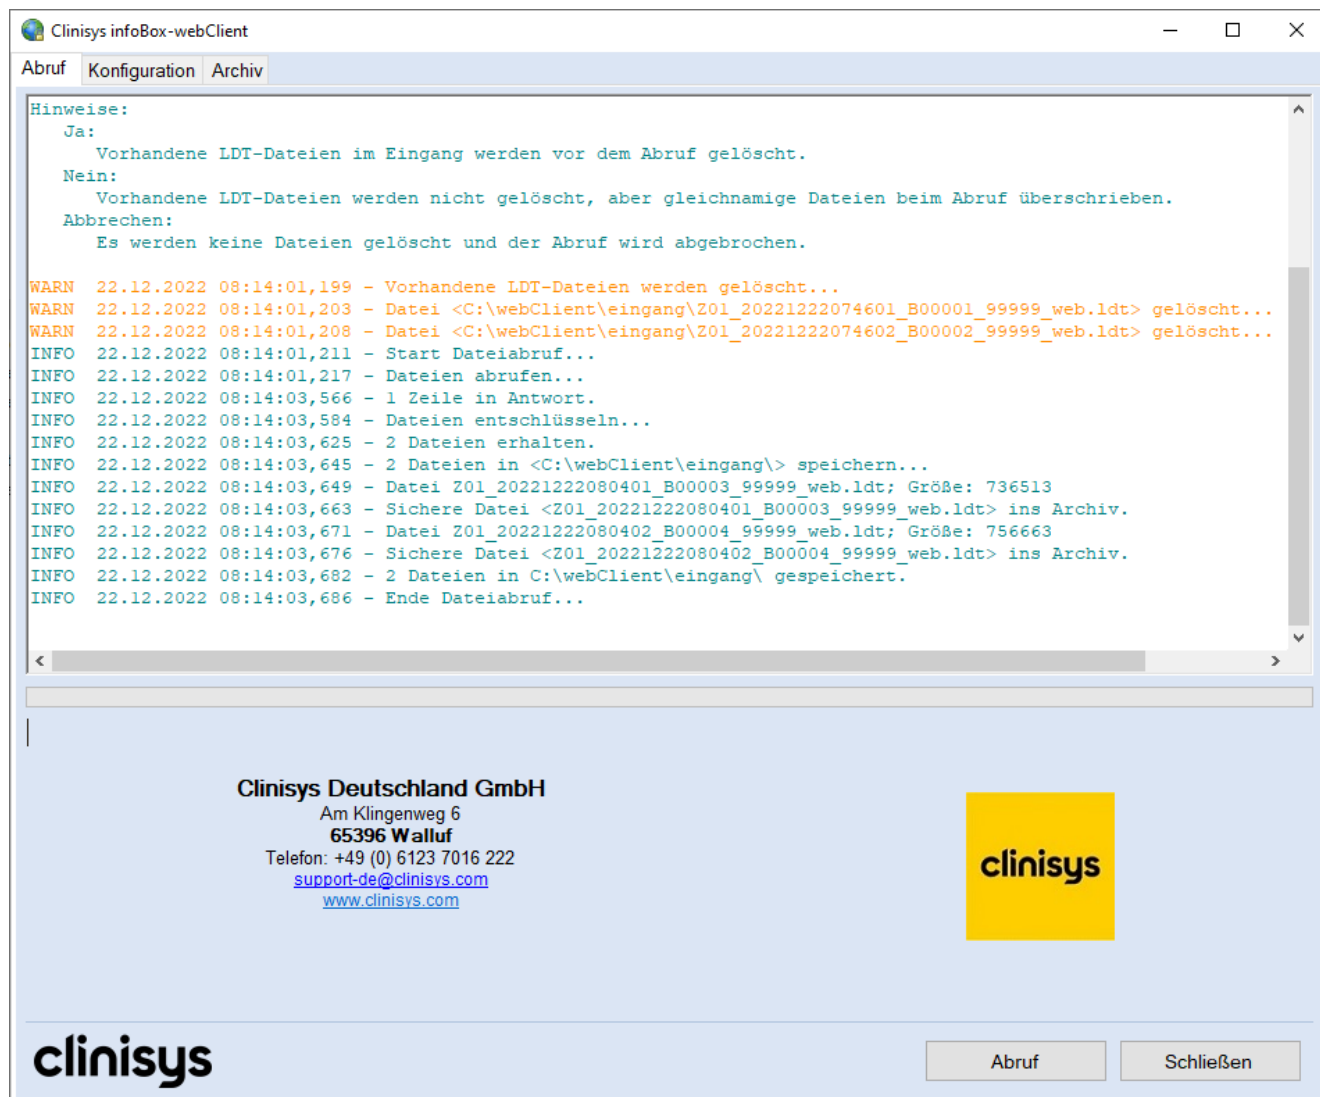 Clinisys infoBox-webClient
Abruf Konfiguration Archiv
Hinweise:
Ja:
Vorhandene LDT-Dateien im Eingang werden vor dem Abruf gelöscht.
Nein:
Vorhandene LDT-Dateien werden nicht gelöscht, aber gleichnamige Dateien beim Abruf überschrieben.
Abbrechen:
Es werden keine Dateien gelöscht und der Abruf wird abgebrochen.
WARN 22.12.2022 08:14:01,199 - Vorhandene LDT-Dateien werden gelöscht...
WARN 22.12.2022 08:14:01,203 - Datei <C:\webClient\eingang\Z01_20221222074601_B00001_99999_web.ldt> gelöscht...
WARN 22.12.2022 08:14:01,208 - Datei <C:\webClient\eingang\Z01_20221222074602_B00002_99999_web.ldt> gelöscht...
INFO 22.12.2022 08:14:01,211 - Start Dateiabruf...
INFO 22.12.2022 08:14:01,217 - Dateien abrufen...
INFO 22.12.2022 08:14:03,566 - 1 Zeile in Antwort.
INFO 22.12.2022 08:14:03,584 - Dateien entschlüsseln...
INFO 22.12.2022 08:14:03,625 - 2 Dateien erhalten.
INFO 22.12.2022 08:14:03,645 - 2 Dateien in <C:\webClient\eingang\> speichern...
INFO 22.12.2022 08:14:03,649 - Datei Z01_20221222080401_B00003_99999_web.ldt; Größe: 736513
INFO 22.12.2022 08:14:03,663 - Sichere Datei <Z01_20221222080401_B00003_99999_web.ldt> ins Archiv.
INFO 22.12.2022 08:14:03,671 - Datei Z01_20221222080402_B00004_99999_web.ldt; Größe: 756663
INFO 22.12.2022 08:14:03,676 - Sichere Datei <Z01_20221222080402_B00004_99999_web.ldt> ins Archiv.
INFO 22.12.2022 08:14:03,682 - 2 Dateien in C:\webClient\eingang\ gespeichert.
INFO 22.12.2022 08:14:03,686 - Ende Dateiabruf...
Clinisys Deutschland GmbH
Am Klingenweg 6
65396 Walluf
Telefon: +49 (0) 6123 7016 222
support-de@clinisys.com
www.clinisys.com
clinisys
clinisys
Abruf
Schließen